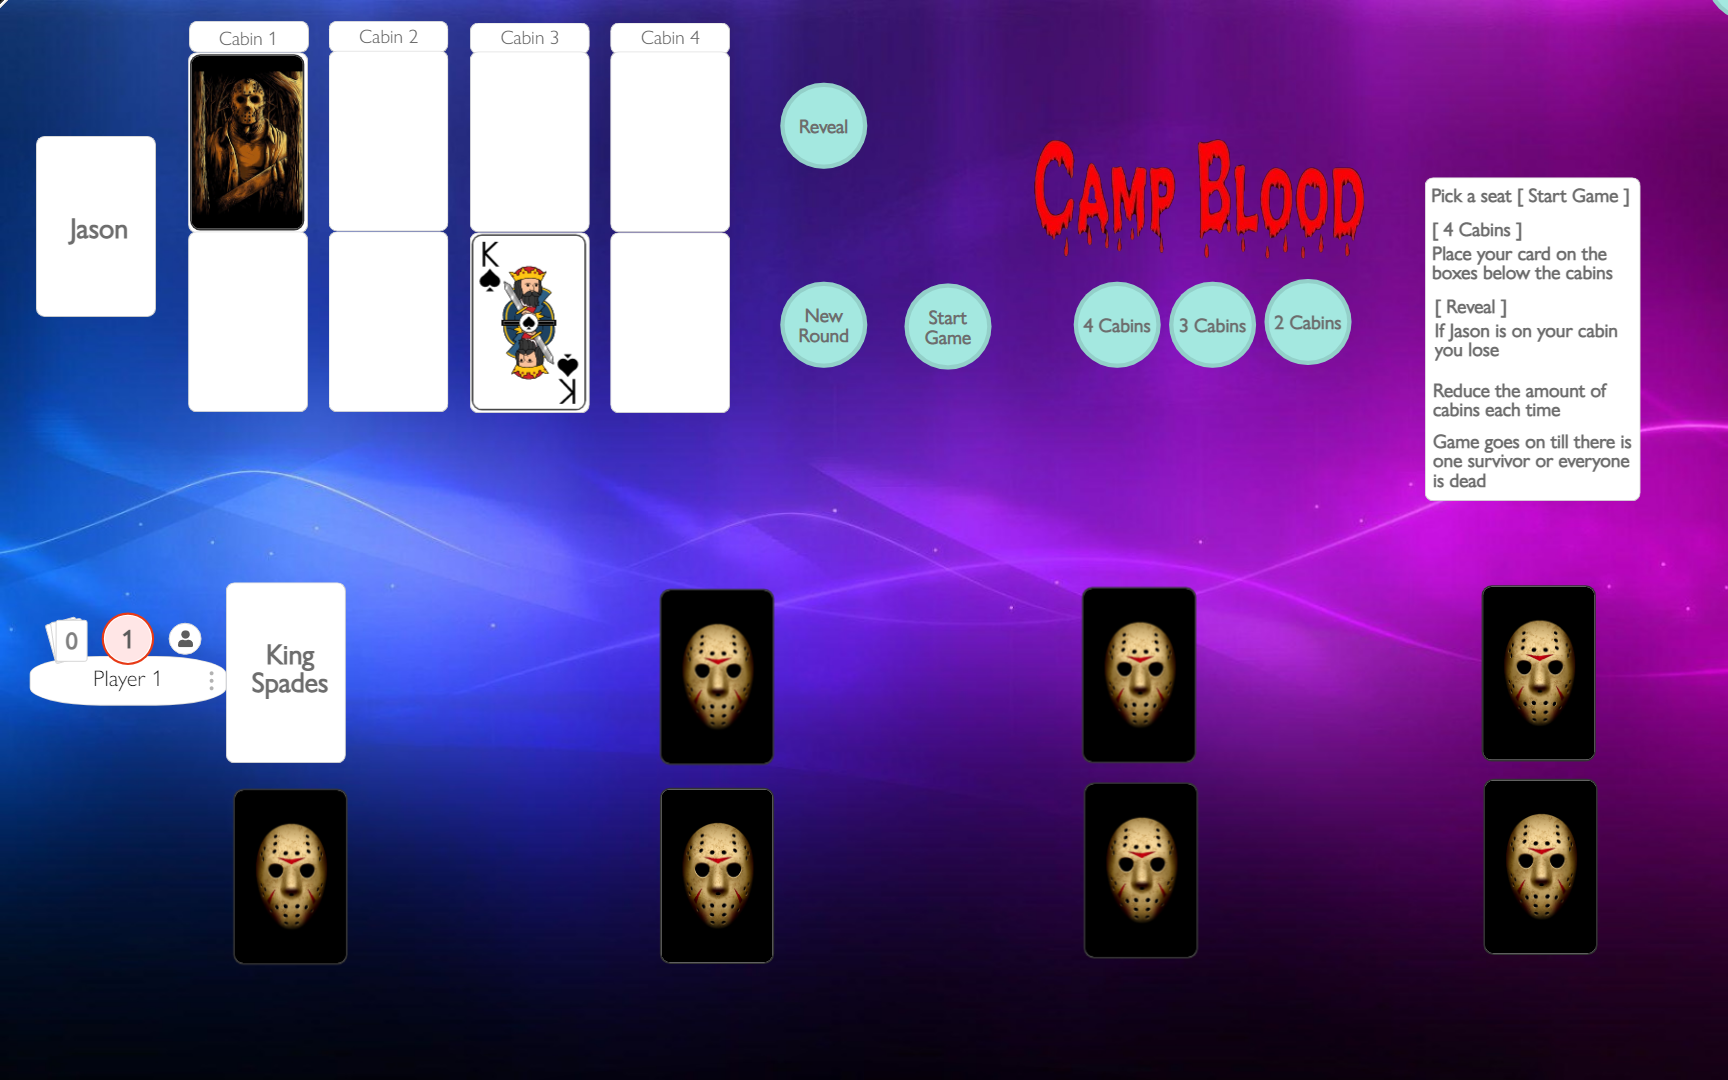 Cabin 1
Cabin 2
Cabin 3
Cabin 4
Jason
K
K
Reveal
CAMP BLOOD
New
Round
Start
Game
4 Cabins
3 Cabins
2 Cabins
Pick a seat [ Start Game ]
[ 4 Cabins ]
Place your card on the
boxes below the cabins
[ Reveal ]
If Jason is on your cabin
you lose
Reduce the amount of
cabins each time
Game goes on till there is
one survivor or everyone
is dead
0
1
Player 1
King
Spades